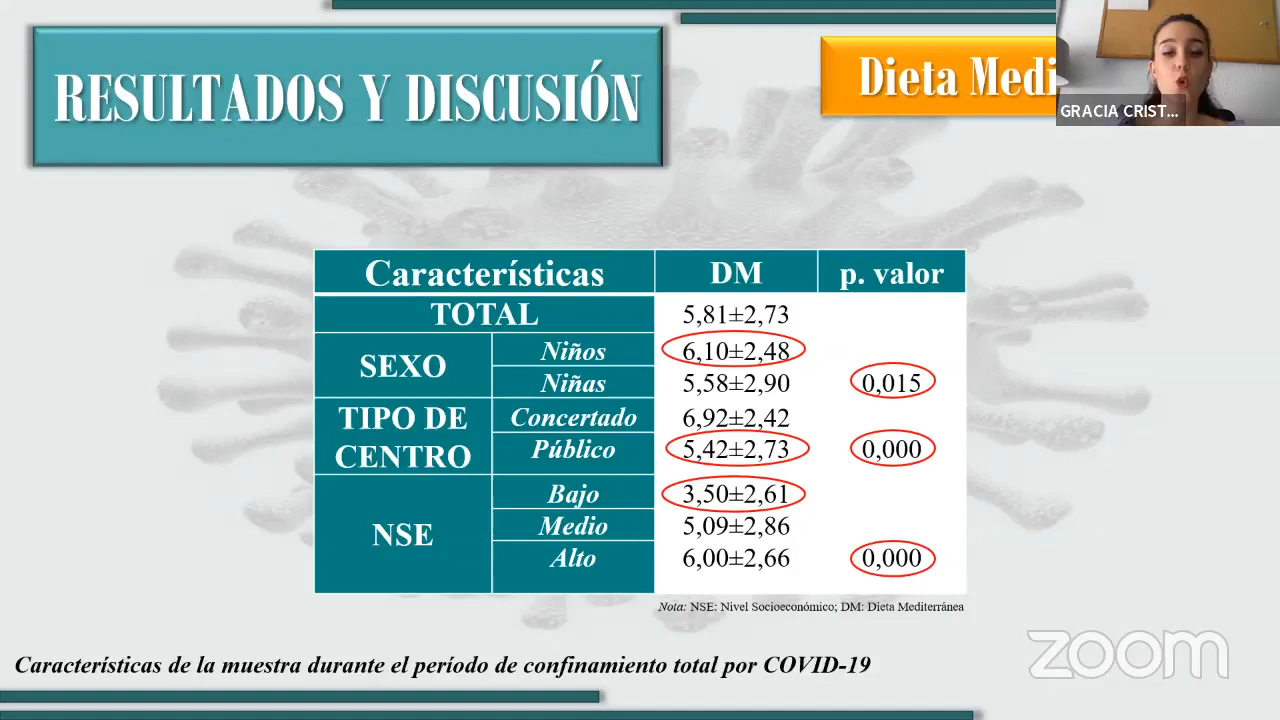 RESULTADOS Y DISCUSIÓN
Dieta Medi
GRACIA CRIST...
Características DM p. valor
TOTAL 5,81±2,73
SEXO
Niños 6,10±2,48
Niñas 5,58±2,90 0,015
TIPO DE
CENTRO
Concertado 6,92±2,42
Público 5,42±2,73 0,000
NSE
Bajo 3,50±2,61
Medio 5,09±2,86
Alto 6,00±2,66 0,000
Nota: NSE: Nivel Socioeconómico; DM: Dieta Mediterránea
Características de la muestra durante el período de confinamiento total por COVID-19
zoom